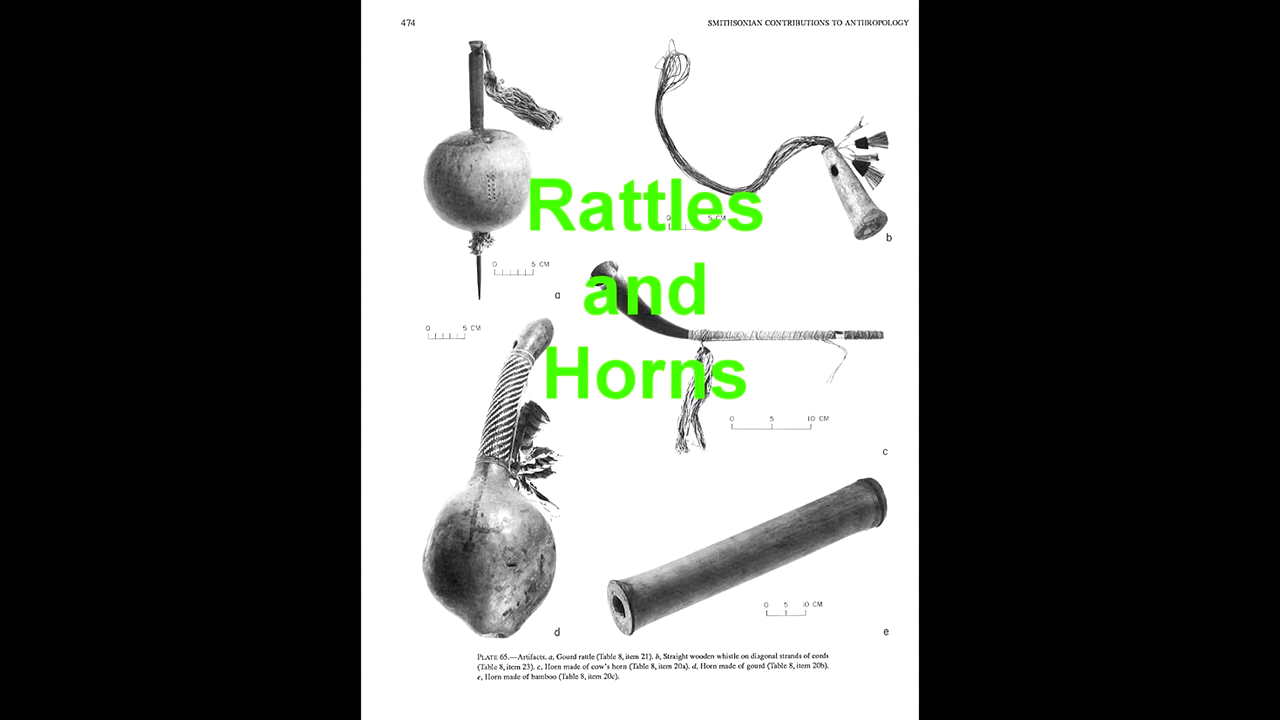 474
SMITHSONIAN CONTRIBUTIONS TO ANTHROPOLOGY
Rattles
and
Horns
0 5 CM
b
0 5 CM
a
0 5 CM
0 5 10 CM
c
0 5 10 CM
d
e
PLATE 65.—Artifacts. a, Gourd rattle (Table 8, item 21). b, Straight wooden whistle on diagonal strands of cords
(Table 8, item 23). c, Horn made of cow's horn (Table 8, item 20a). d, Horn made of gourd (Table 8, item 20b).
e, Horn made of bamboo (Table 8, item 20c).